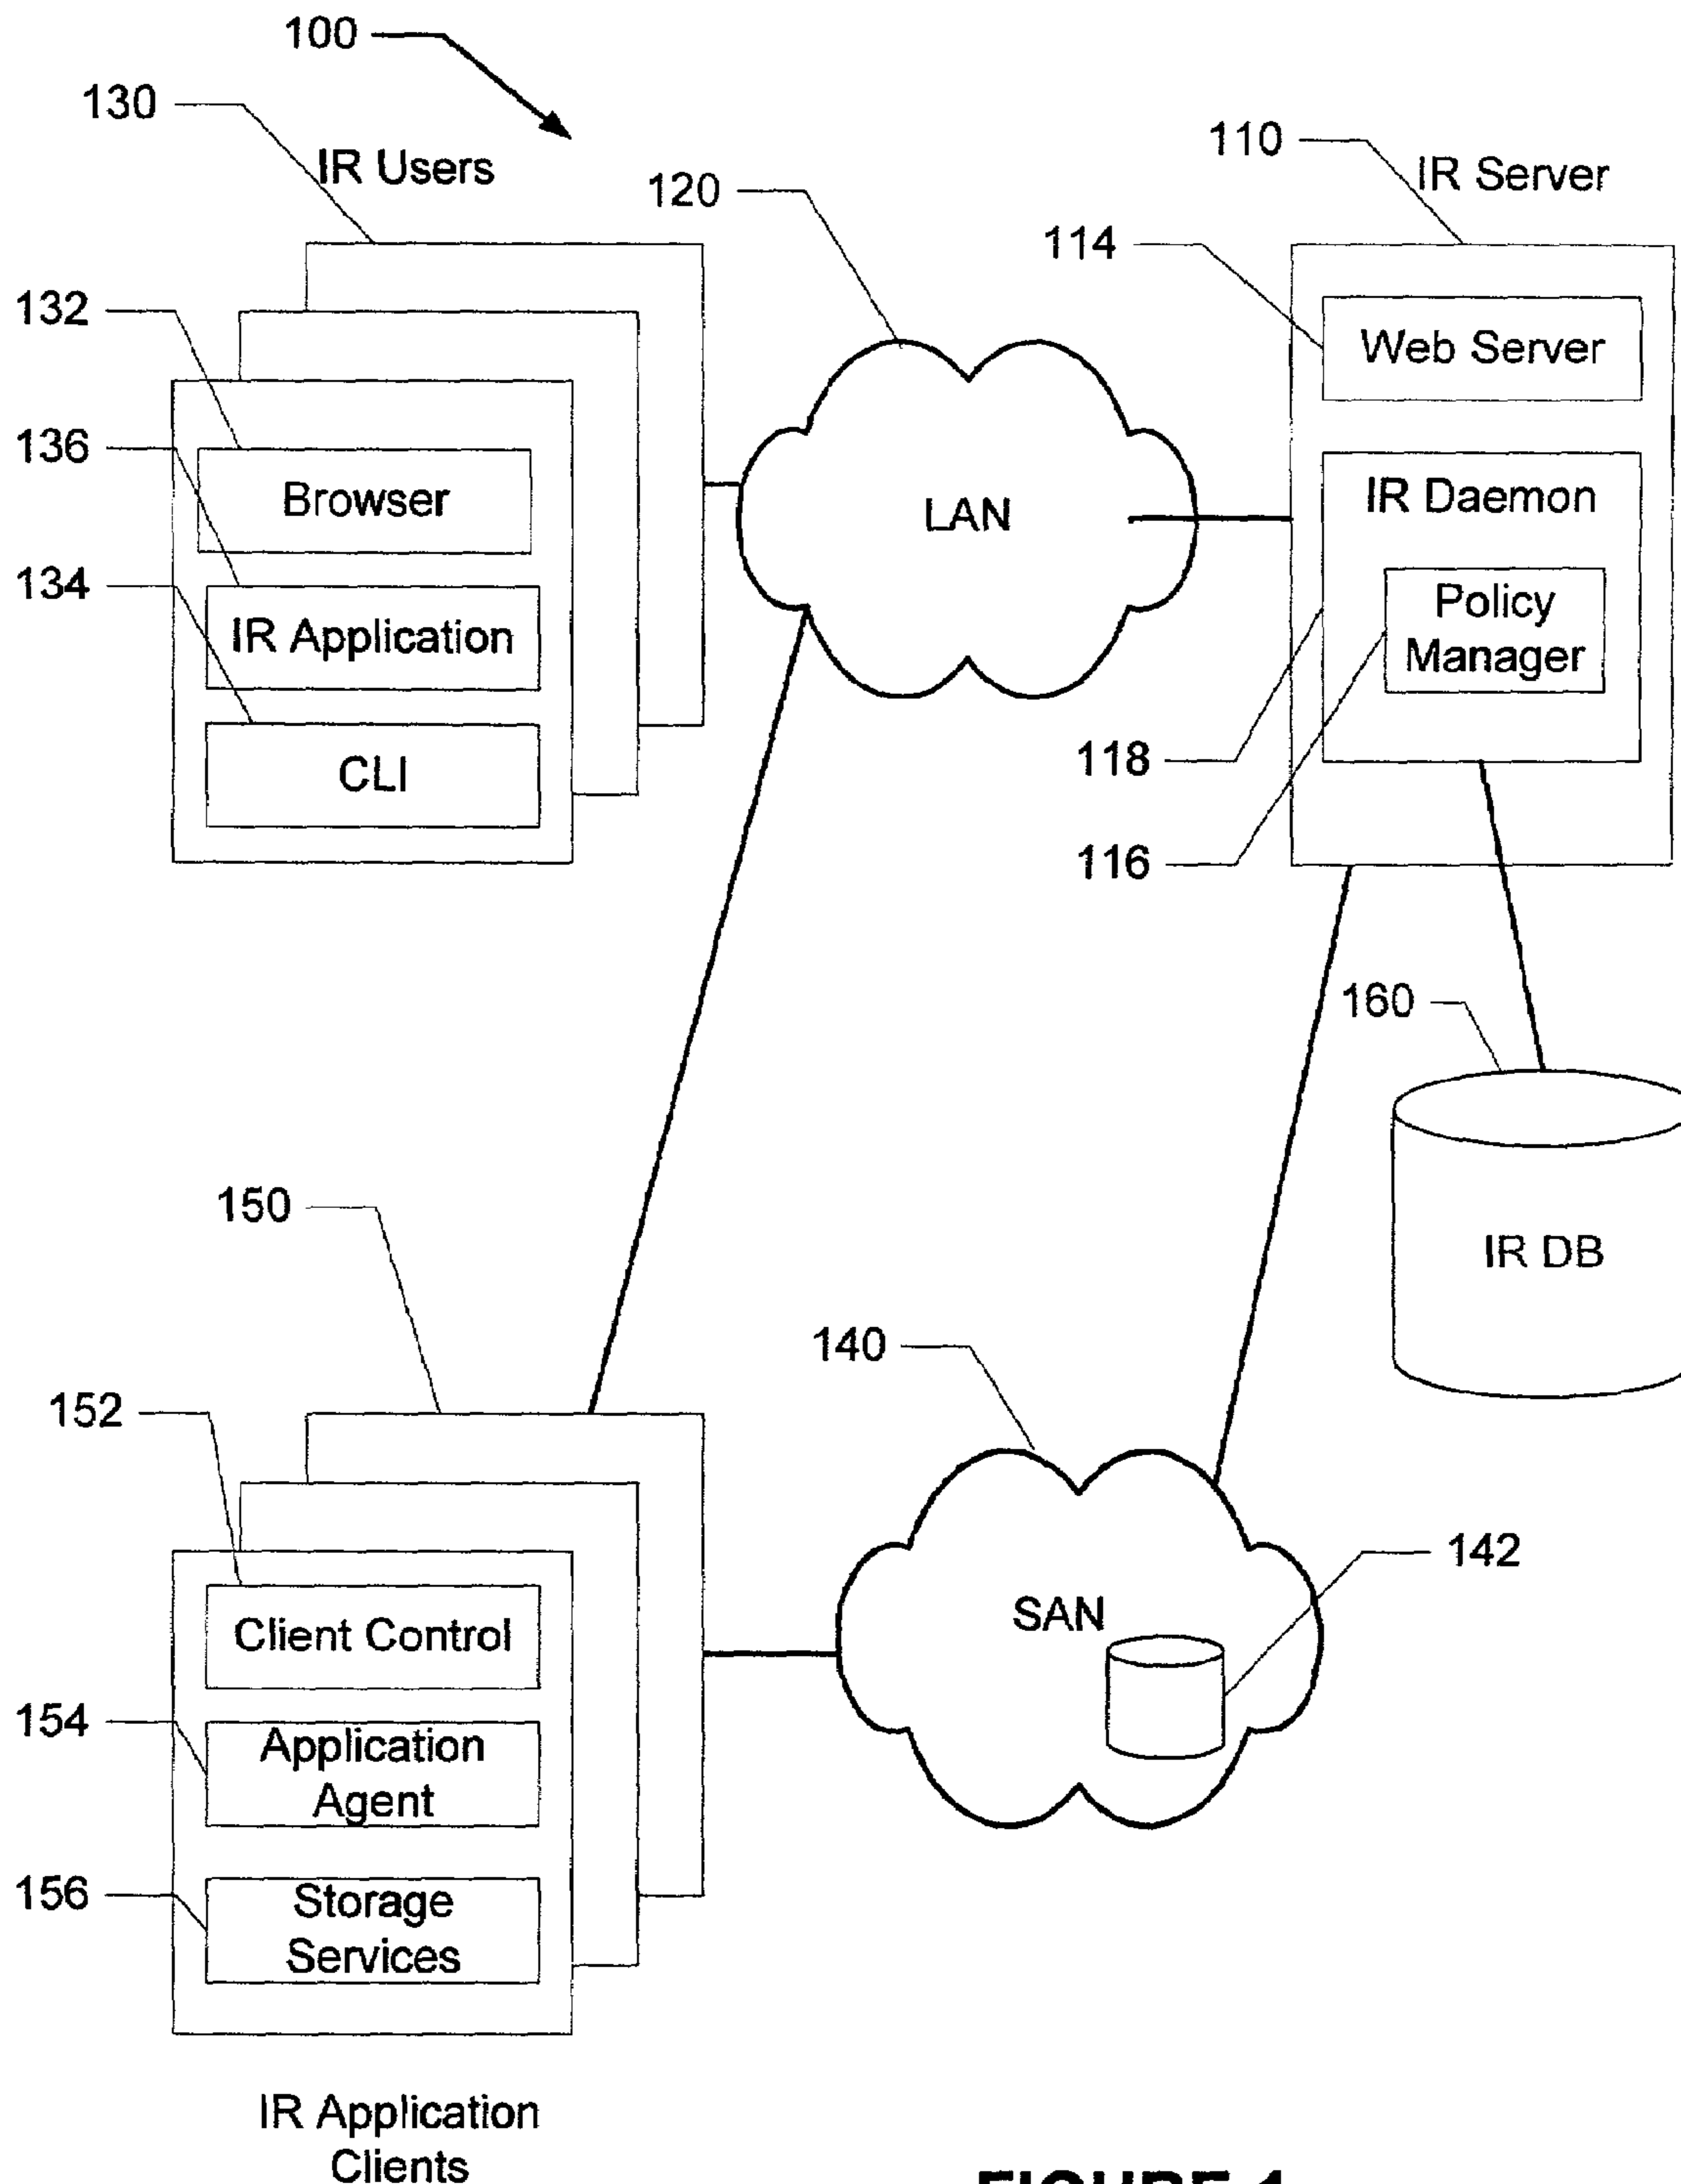 100
130
IR Users
110
IR Server
120
114
132
Web Server
136
Browser
IR Daemon
LAN
134
IR Application
Policy
Manager
CLI
118
116
160
150
IR DB
140
152
142
SAN
Client Control
154
Application
Agent
156
Storage
Services
IR Application
Clients
FIGURE 1